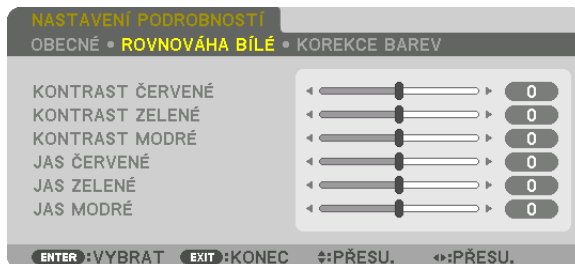 NASTAVENÍ PODROBNOSTÍ
OBECNÉ • ROVNOVÁHA BÍLÉ • KOREKCE BAREV
KONTRAST ČERVENÉ 0
KONTRAST ZELENÉ 0
KONTRAST MODRÉ 0
JAS ČERVENÉ 0
JAS ZELENÉ 0
JAS MODRÉ 0
ENTER :VYBRAT EXIT :KONEC :PŘESU. :PŘESU.